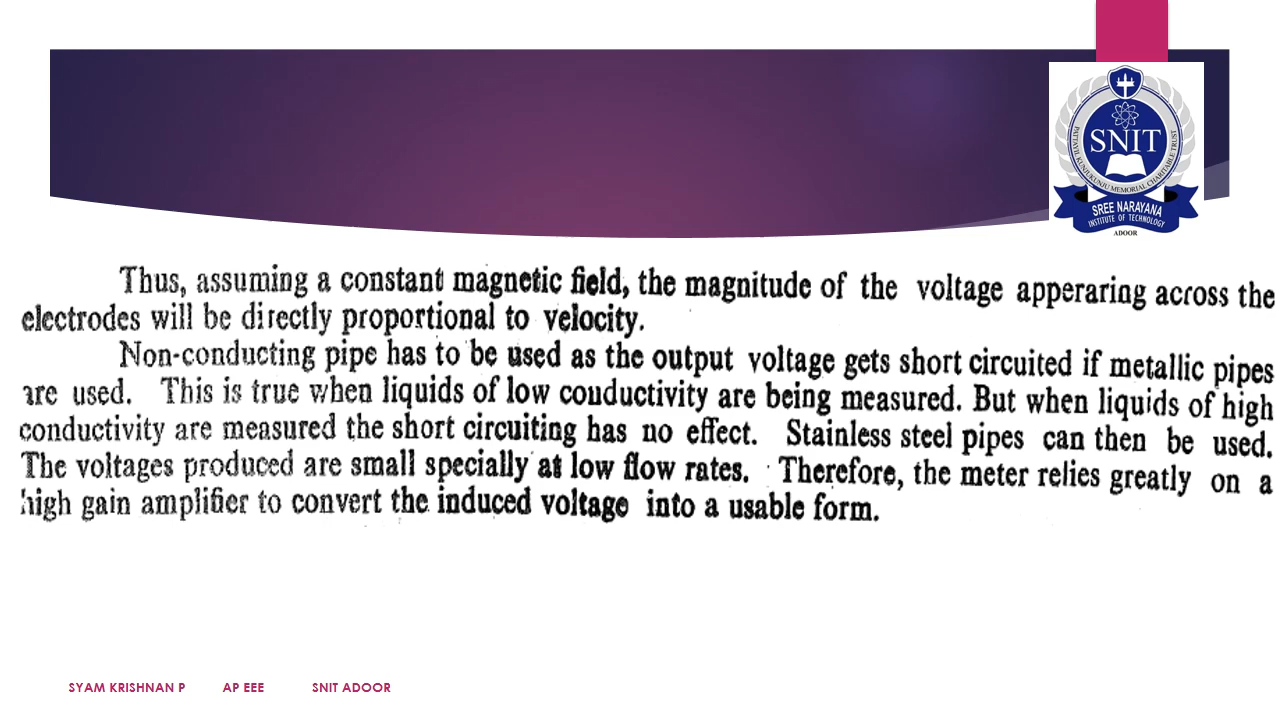 SNIT
PATTATHIL KUNJUKUNJU MEMORIAL CHARITABLE TRUST
SREE NARAYANA
INSTITUTE OF TECHNOLOGY
ADOOR
Thus, assuming a constant magnetic field, the magnitude of the voltage apperaring across the
electrodes will be directly proportional to velocity.
Non-conducting pipe has to be used as the output voltage gets short circuited if metallic pipes
are used. This is true when liquids of low conductivity are being measured. But when liquids of high
conductivity are measured the short circuiting has no effect. Stainless steel pipes can then be used.
The voltages produced are small specially at low flow rates. Therefore, the meter relies greatly on a
high gain amplifier to convert the induced voltage into a usable form.
SYAM KRISHNAN P AP EEE SNIT ADOOR